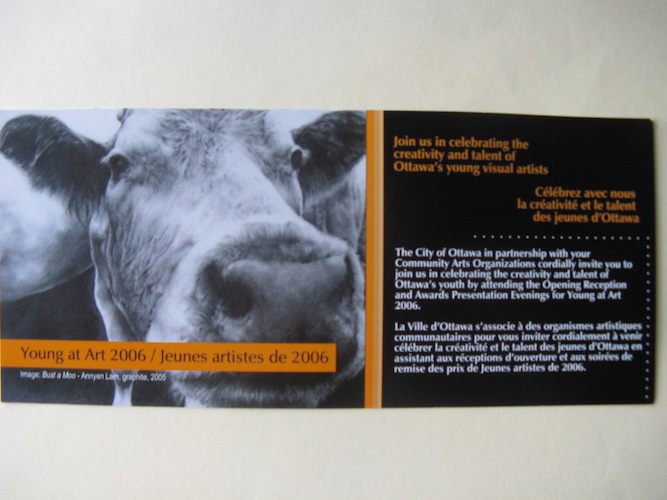 Young at Art 2006 / Jeunes artistes de 2006
Image: Bust a Moo - Annyen Lam, graphite, 2005
Join us in celebrating the
creativity and talent of
Ottawa's young visual artists
Célébrez avec nous
la créativité et le talent
des jeunes d'Ottawa
The City of Ottawa in partnership with your
Community Arts Organizations cordially invite you to
join us in celebrating the creativity and talent of
Ottawa's youth by attending the Opening Reception
and Awards Presentation Evenings for Young at Art
2006.
La Ville d'Ottawa s'associe à des organismes artistiques
communautaires pour vous inviter cordialement à venir
célébrer la créativité et le talent des jeunes d'Ottawa en
assistant aux réceptions d'ouverture et aux soirées de
remise des prix de Jeunes artistes de 2006.